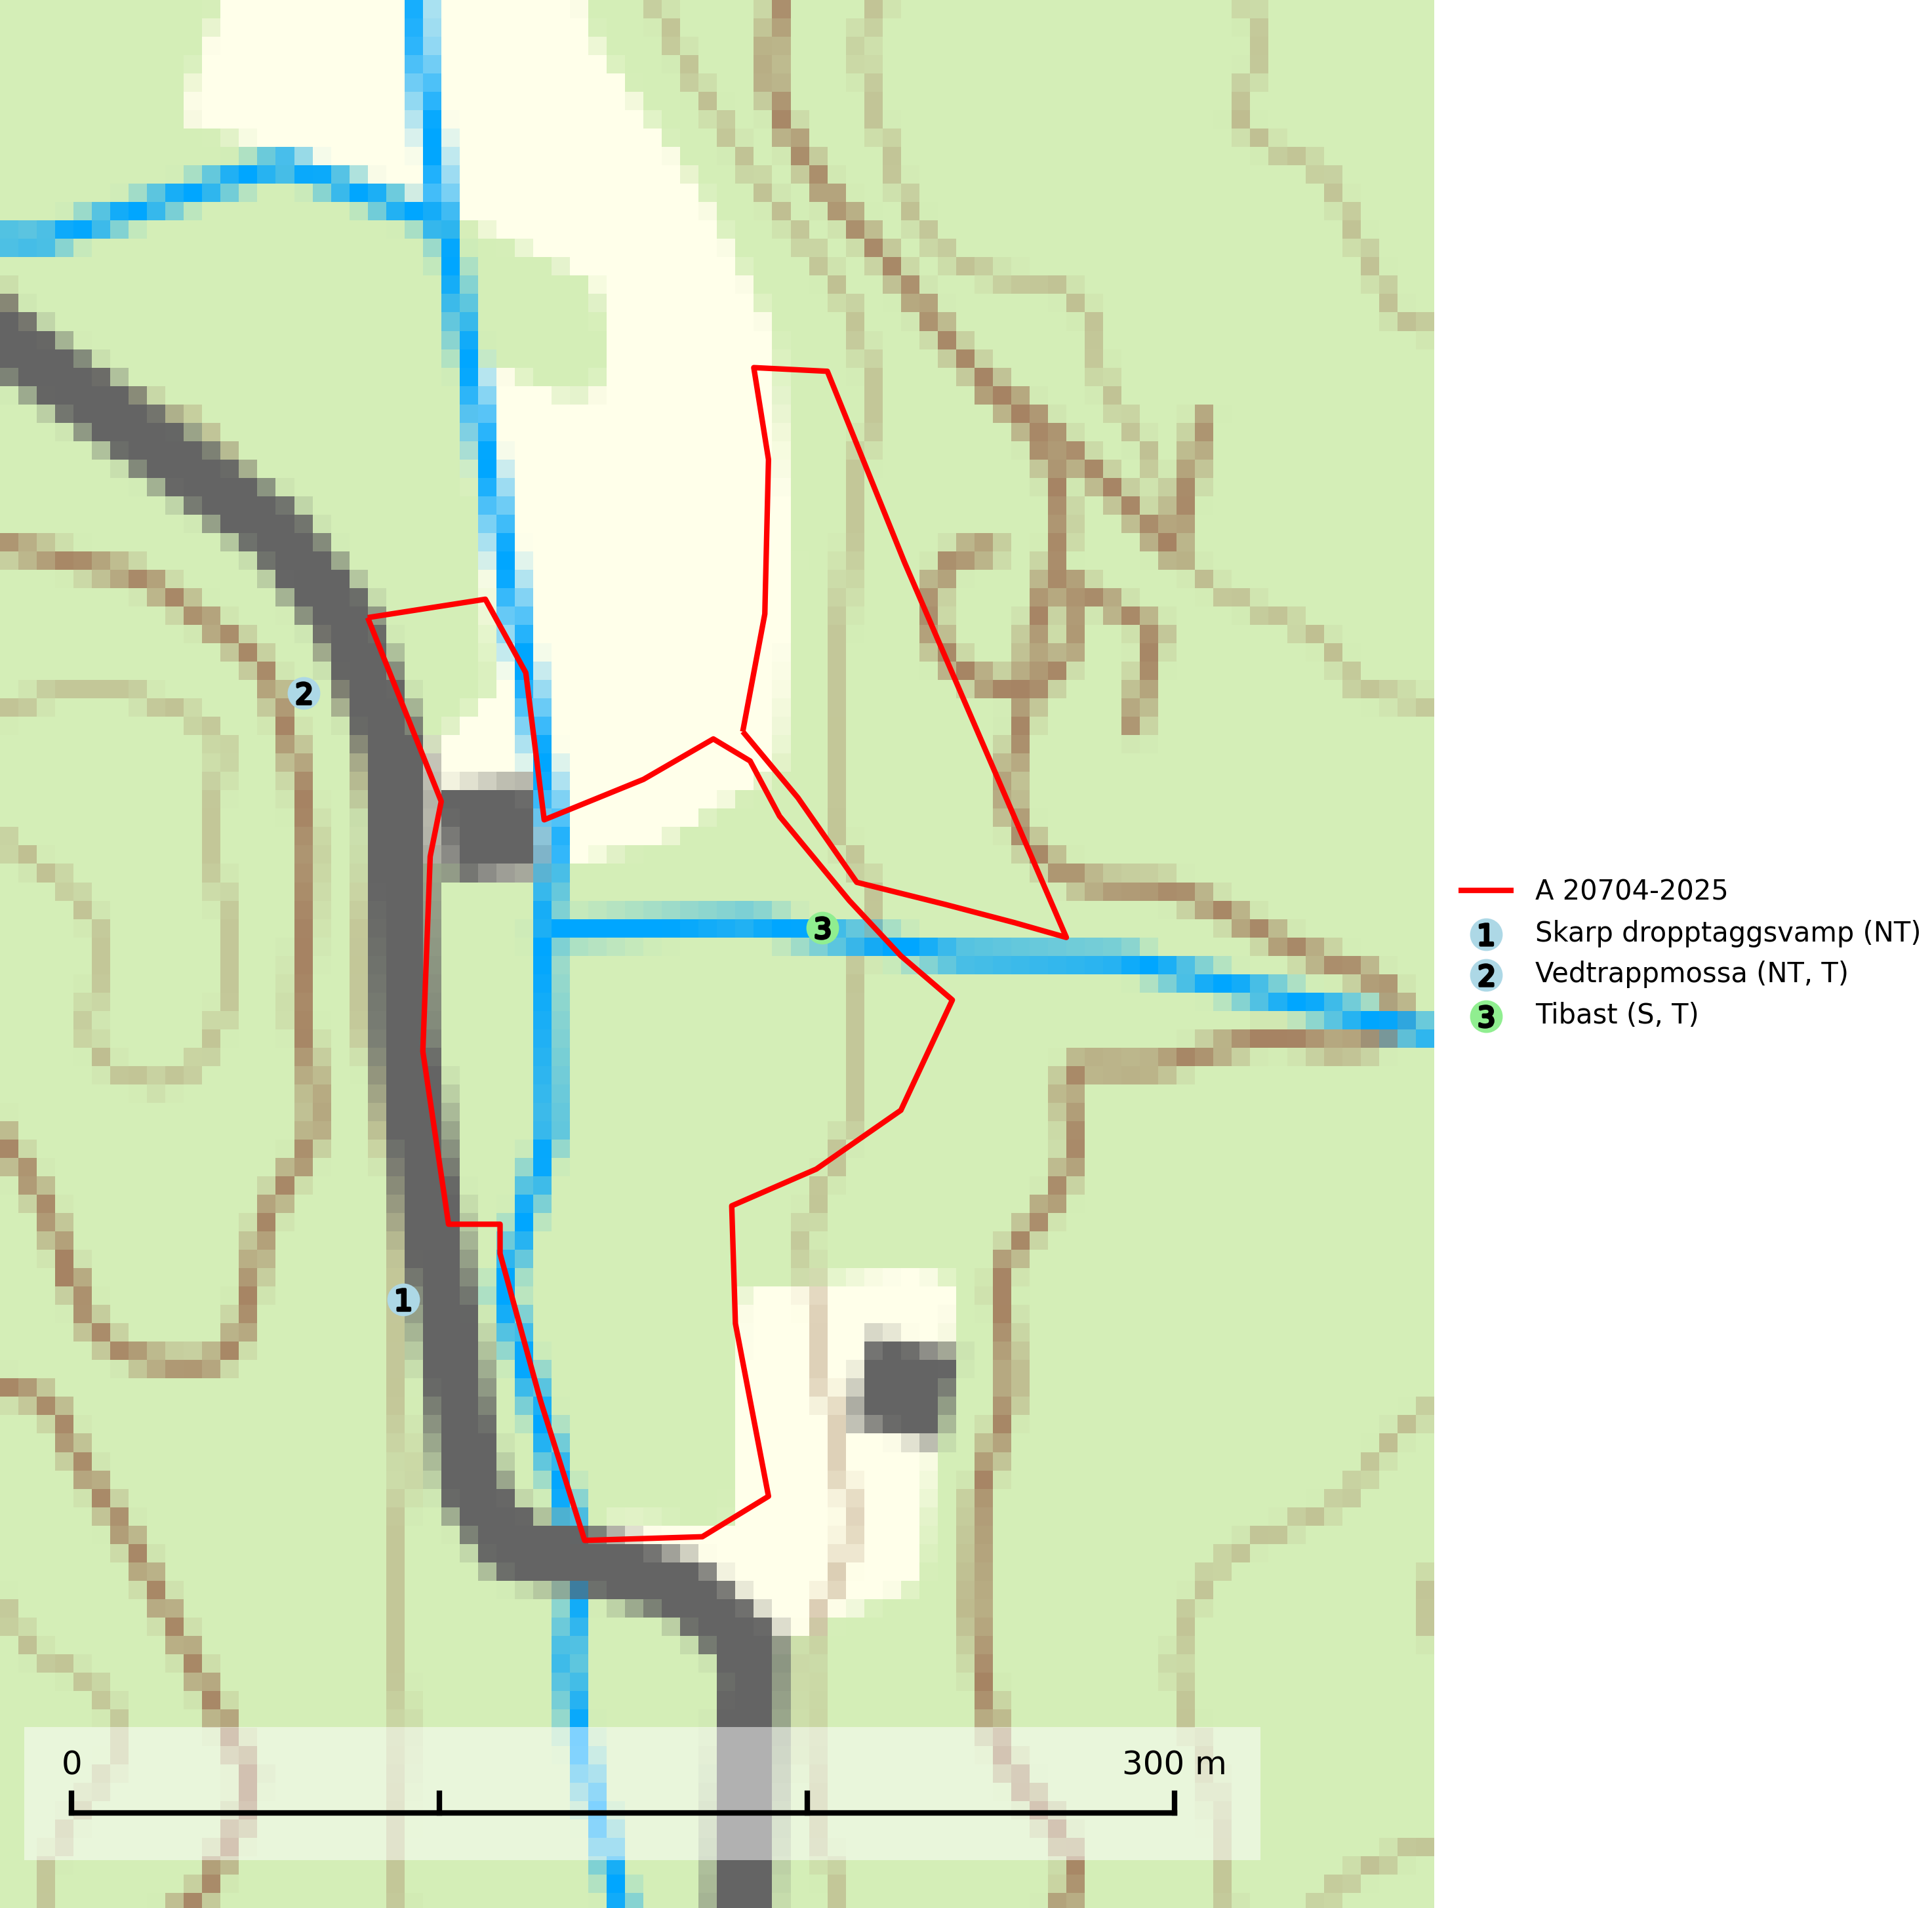 2
3
1
0 300 m
A 20704-2025
1 Skarp dropptaggsvamp (NT)
2 Vedtrappmossa (NT, T)
3 Tibast (S, T)